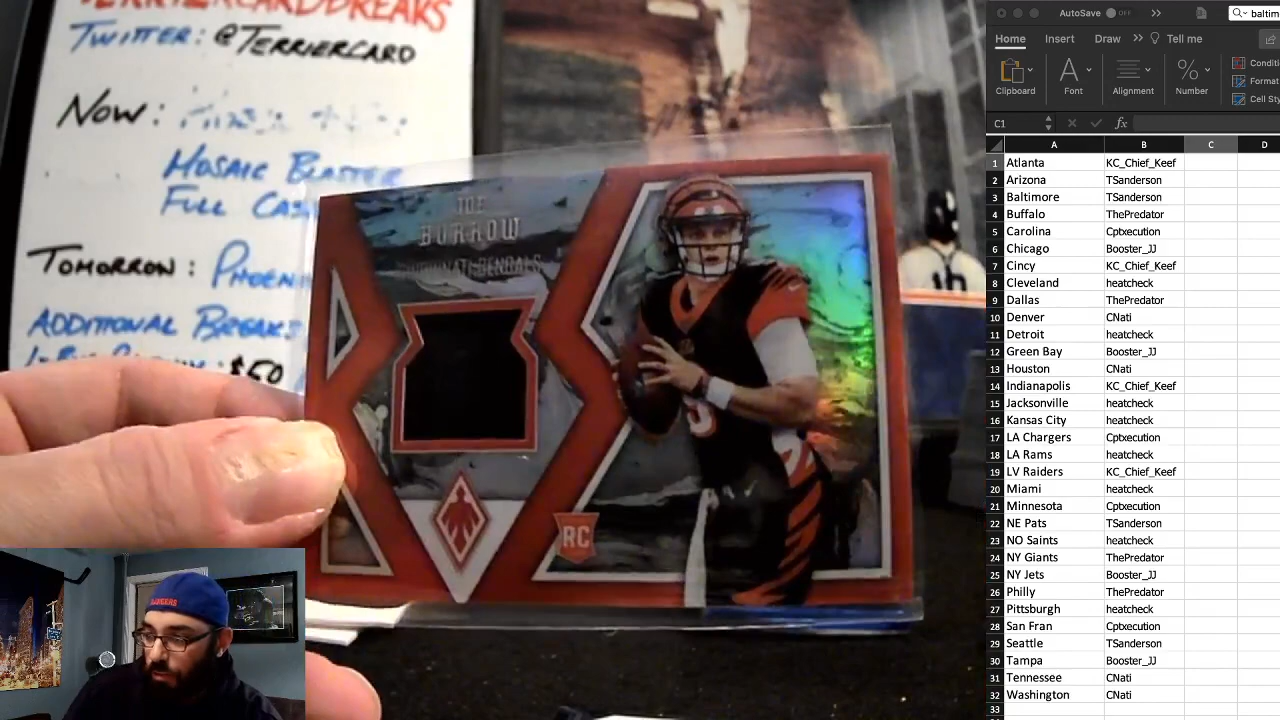 TERRIERCARDBREAKS
TWITTER: @TERRIERCARD
NOW:
MOSAIC BLASTER
FULL
TOMORROW: PHOENI
ADDITIONAL BREAKS
$50
JOE
BURROW
CINCINNATI BENGALS
RC
AutoSave OFF
baltim
Home Insert Draw Tell me
Clipboard Font Alignment Number
Conditi
Format
Cell Sty
C1 fx
A B C D
1 Atlanta KC_Chief_Keef
2 Arizona TSanderson
3 Baltimore TSanderson
4 Buffalo ThePredator
5 Carolina Cptxecution
6 Chicago Booster_JJ
7 Cincy KC_Chief_Keef
8 Cleveland heatcheck
9 Dallas ThePredator
10 Denver CNati
11 Detroit heatcheck
12 Green Bay Booster_JJ
13 Houston CNati
14 Indianapolis KC_Chief_Keef
15 Jacksonville heatcheck
16 Kansas City heatcheck
17 LA Chargers Cptxecution
18 LA Rams heatcheck
19 LV Raiders KC_Chief_Keef
20 Miami heatcheck
21 Minnesota Cptxecution
22 NE Pats TSanderson
23 NO Saints heatcheck
24 NY Giants ThePredator
25 NY Jets Booster_JJ
26 Philly ThePredator
27 Pittsburgh heatcheck
28 San Fran Cptxecution
29 Seattle TSanderson
30 Tampa Booster_JJ
31 Tennessee CNati
32 Washington CNati
33